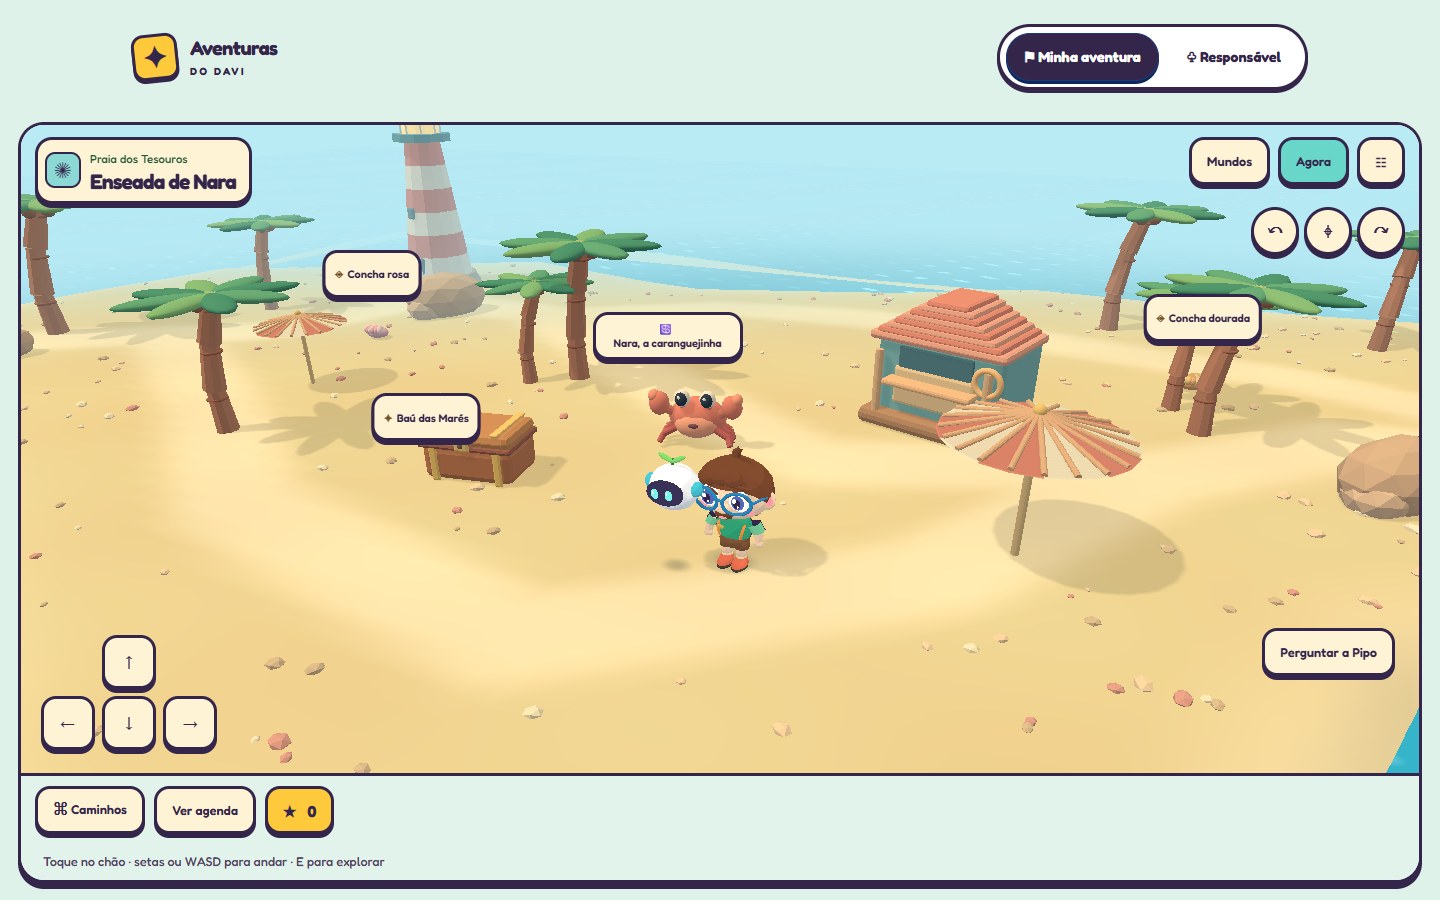 Aventuras
DO DAVI
Minha aventura
Responsável
Praia dos Tesouros
Enseada de Nara
Mundos
Agora
Concha rosa
Nara, a caranguejinha
Concha dourada
Baú das Marés
Perguntar a Pipo
↑
← ↓ →
⌘ Caminhos
Ver agenda
★ 0
Toque no chão · setas ou WASD para andar · E para explorar